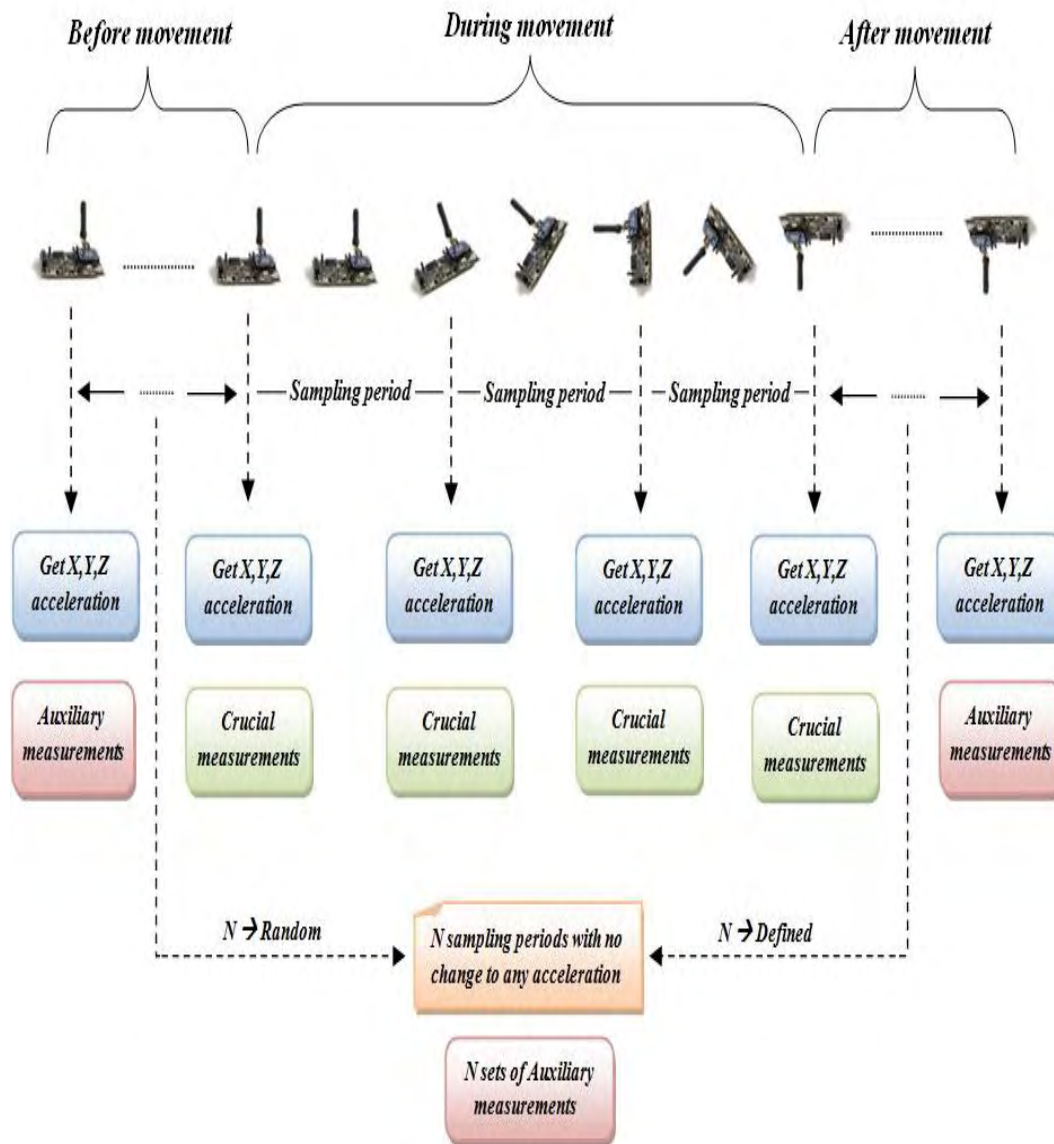 Before movement
During movement
After movement
Sampling period
Sampling period
Sampling period
Get X,Y,Z
acceleration
Get X,Y,Z
acceleration
Get X,Y,Z
acceleration
Get X,Y,Z
acceleration
Get X,Y,Z
acceleration
Get X,Y,Z
acceleration
Auxiliary
measurements
Crucial
measurements
Crucial
measurements
Crucial
measurements
Crucial
measurements
Auxiliary
measurements
N → Random
N sampling periods with no
change to any acceleration
N → Defined
N sets of Auxiliary
measurements